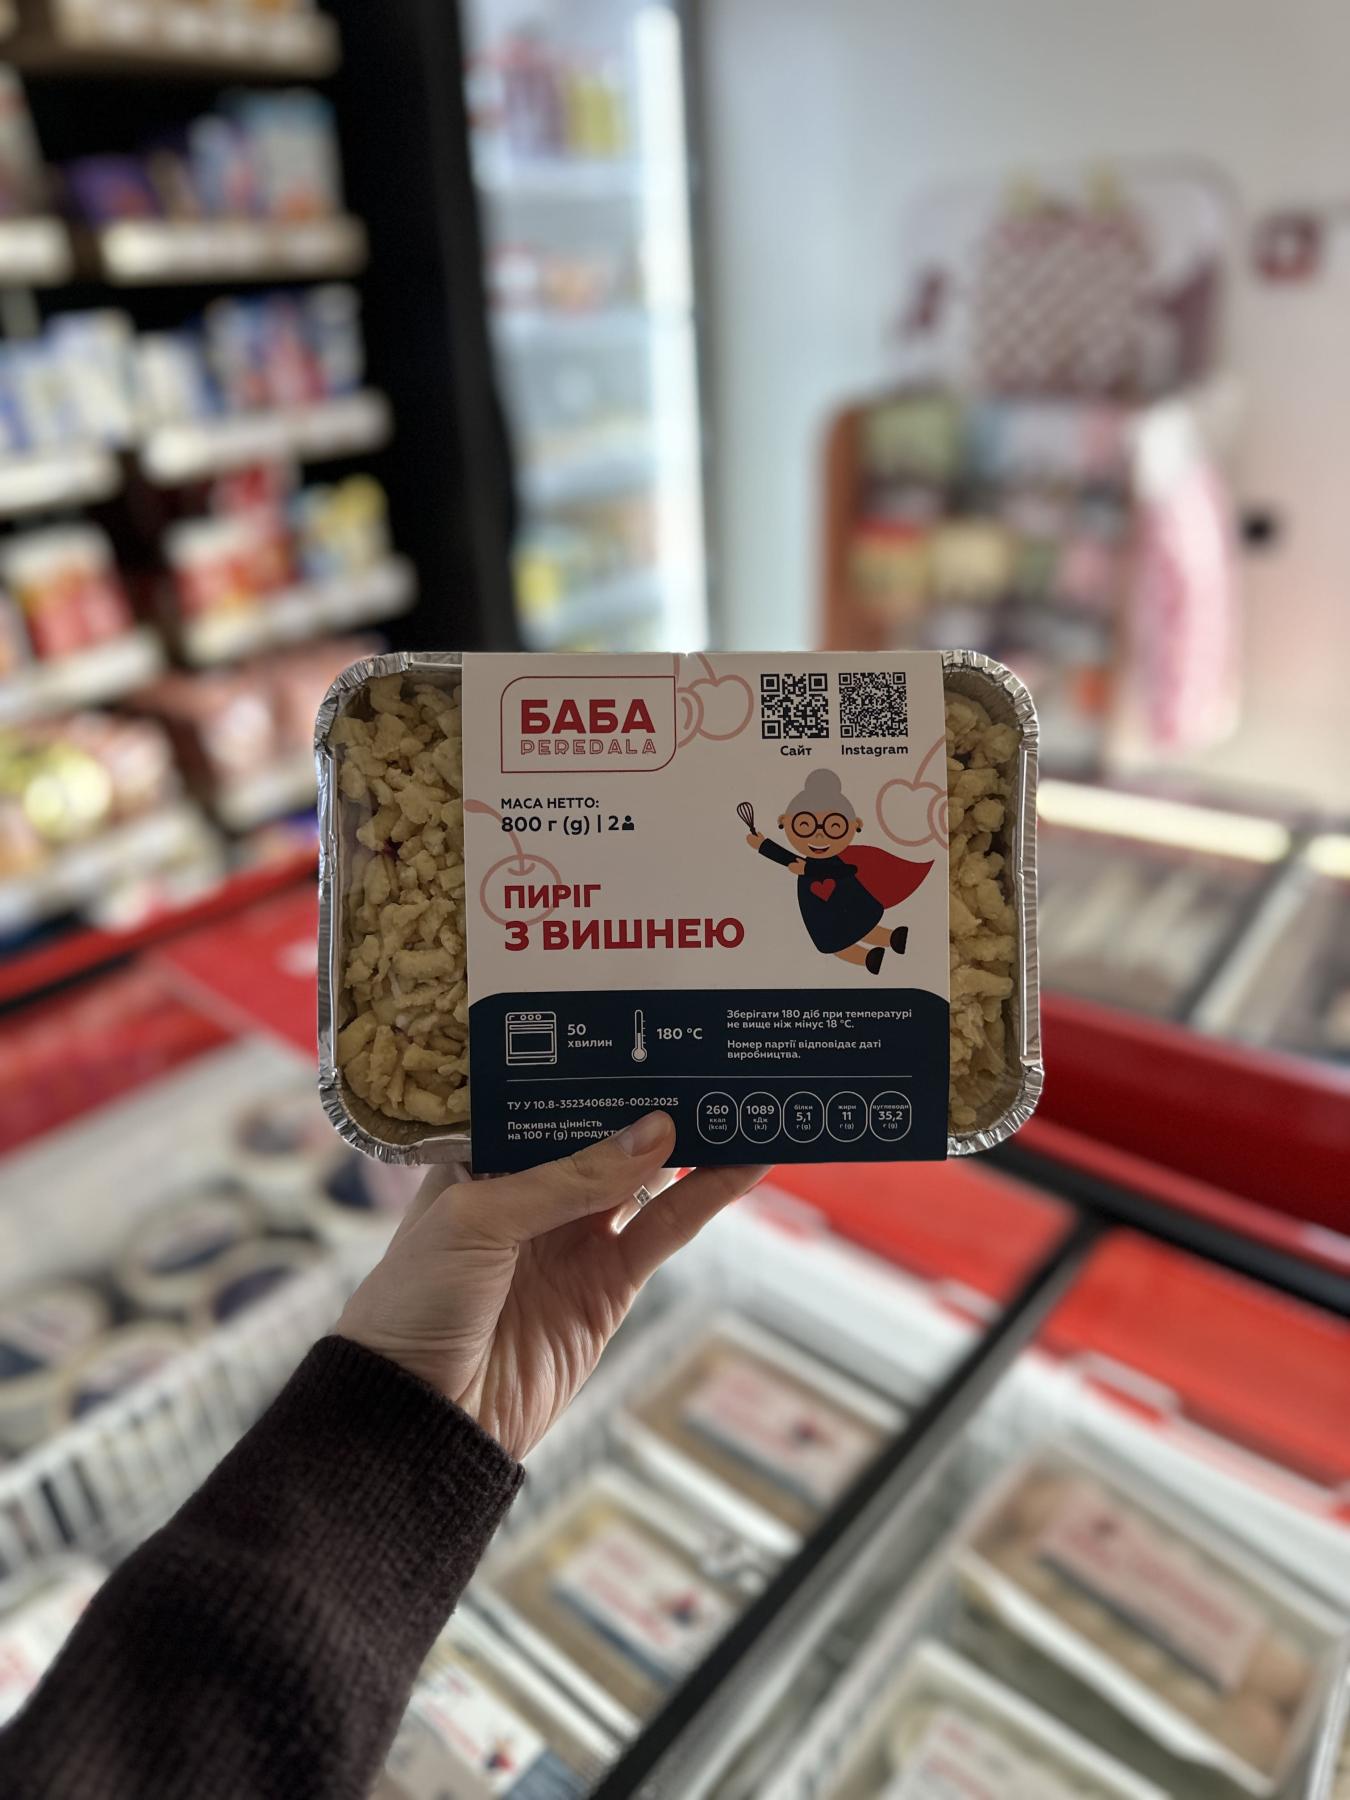 БАБА
PEREDALA
Сайт
Instagram
МАСА НЕТТО:
800 г (g) | 2
ПИРІГ
З ВИШНЕЮ
50
хвилин
180 °C
Зберігати 180 діб при температурі
не вище ніж мінус 18 °C.
Номер партії відповідає даті
виробництва.
ТУ У 10.8-3523406826-002:2025
Поживна цінність
на 100 г (g) продукт
260
ккал
(kcal)
1089
кДж
(kJ)
білки
5,1
г (g)
жири
11
г (g)
вуглеводи
35,2
г (g)